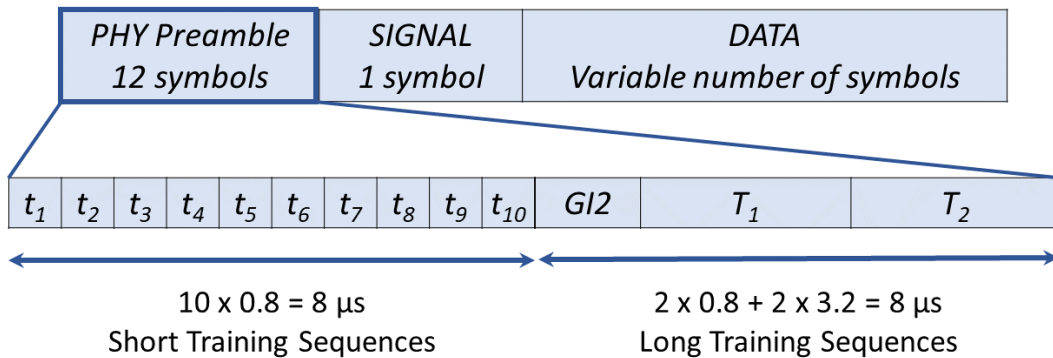 PHY Preamble
12 symbols
SIGNAL
1 symbol
DATA
Variable number of symbols
t₁ t₂ t₃ t₄ t₅ t₆ t₇ t₈ t₉ t₁₀ GI2 T₁ T₂
10 x 0.8 = 8 µs
Short Training Sequences
2 x 0.8 + 2 x 3.2 = 8 µs
Long Training Sequences